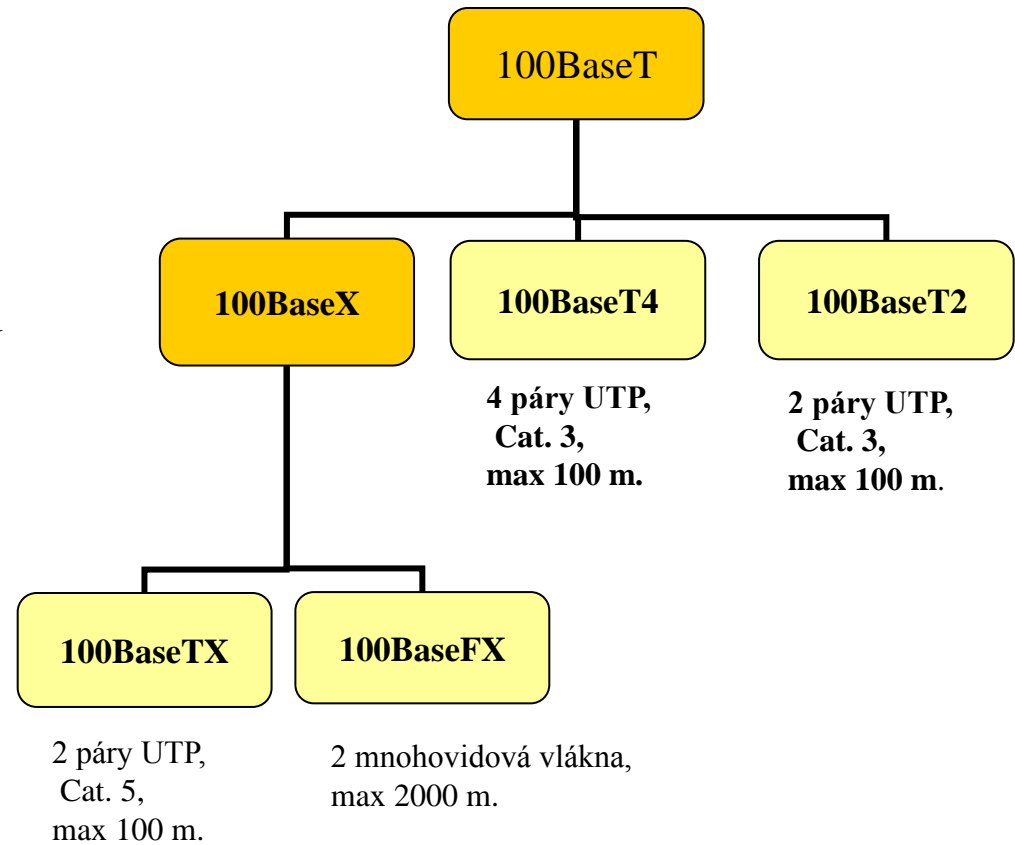 100BaseT
100BaseX
100BaseT4
100BaseT2
4 páry UTP,
Cat. 3,
max 100 m.
2 páry UTP,
Cat. 3,
max 100 m.
100BaseTX
100BaseFX
2 páry UTP,
Cat. 5,
max 100 m.
2 mnohovidová vlákna,
max 2000 m.